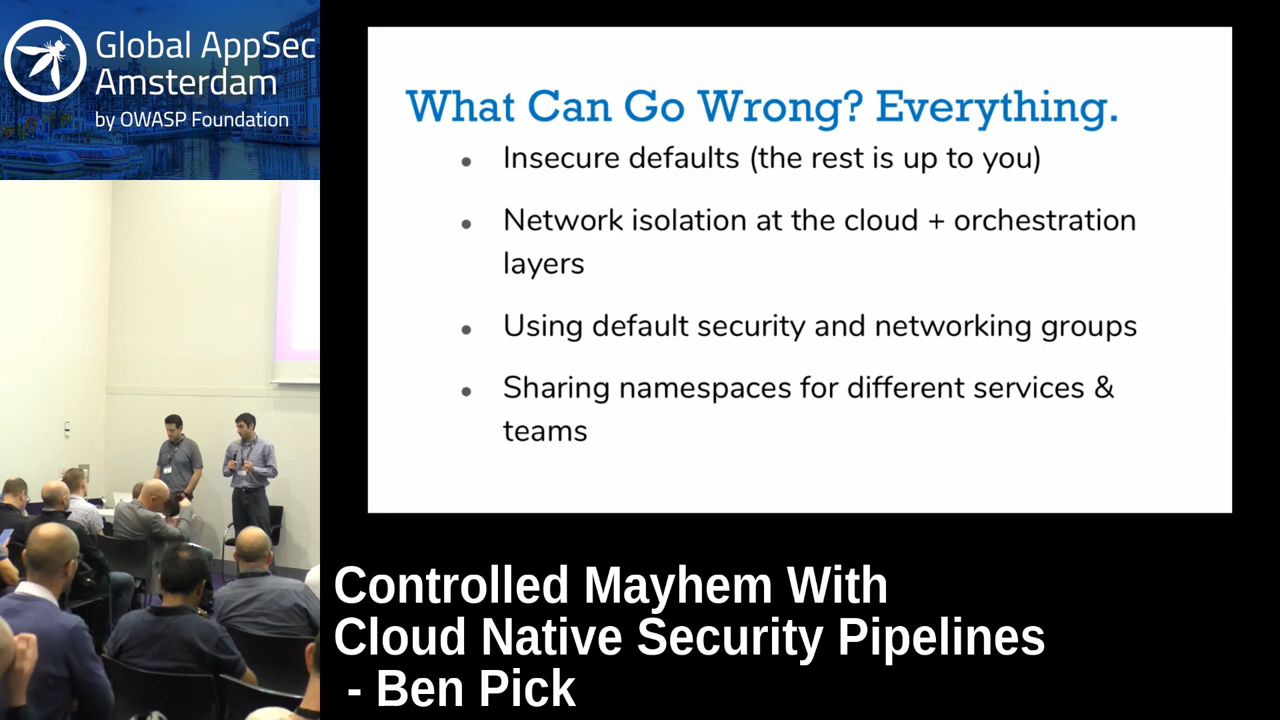 Global AppSec
Amsterdam
by OWASP Foundation
What Can Go Wrong? Everything.
• Insecure defaults (the rest is up to you)
• Network isolation at the cloud + orchestration
layers
• Using default security and networking groups
• Sharing namespaces for different services &
teams
Controlled Mayhem With
Cloud Native Security Pipelines
- Ben Pick